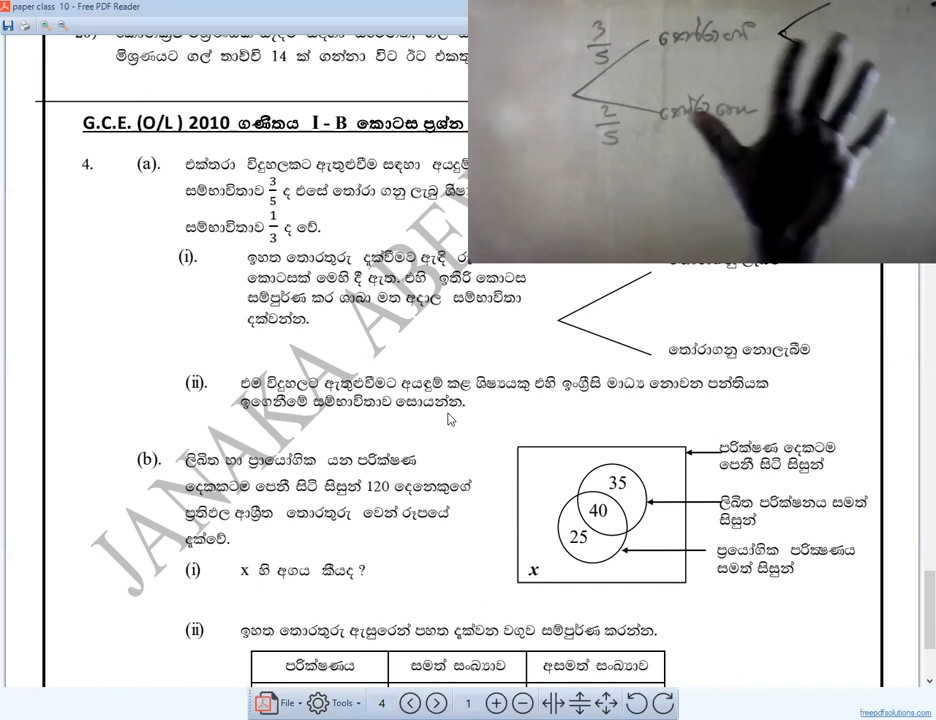 paper class 10 - Free PDF Reader
මිශ්‍රණයට ගල් තාච්චි 14 ක් ගන්නා විට ඊට එකතු
G.C.E. (O/L ) 2010 ගණිතය I - B කොටස ප්‍රශ්න
4. (a). එක්තරා විදුහලකට ඇතුළුවීම සඳහා අයදුම්
සම්භාවිතාව 3/5 ද එසේ තෝරා ගනු ලැබු
සම්භාවිතාව 1/3 ද වේ.
(i). ඉහත තොරතුරු දැක්වීමට ඇඳි
කොටසක් මෙහි දී ඇත. එහි ඉතිරි කොටස
සම්පුර්ණ කර ශාඛා මත අදාල සම්භාවිතා
දක්වන්න.
3/5
2/5
තෝරාගනු නොලැබීම
(ii). එම විදුහලට ඇතුළුවීමට අයඳුම් කළ ශිෂ්‍යයකු එහි ඉංග්‍රීසි මාධ්‍ය නොවන පන්තියක
ඉගෙනීමේ සම්භාවිතාව සොයන්න.
(b). ලිඛිත හා ප්‍රායෝගික යන පරික්ෂණ
දෙකකටම පෙනී සිටි සිසුන් 120 දෙනෙකුගේ
ප්‍රතිඵල ආශ්‍රිත තොරතුරු වෙන් රූපයේ
දැක්වේ.
35
40
25
x
පරික්ෂණ දෙකටම
පෙනී සිටි සිසුන්
ලිඛිත පරික්ෂනය සමත්
සිසුන්
ප්‍රයෝගික පරික්‍ෂණය
සමත් සිසුන්
(i) x හි අගය කීයද ?
(ii) ඉහත තොරතුරු ඇසුරෙන් පහත දැක්වන වගුව සම්පුර්ණ කරන්න.
පරික්ෂණය සමත් සංඛ්‍යාව අසමත් සංඛ්‍යාව
JANAKA
File Tools 4 1
freepdfsolutions.com